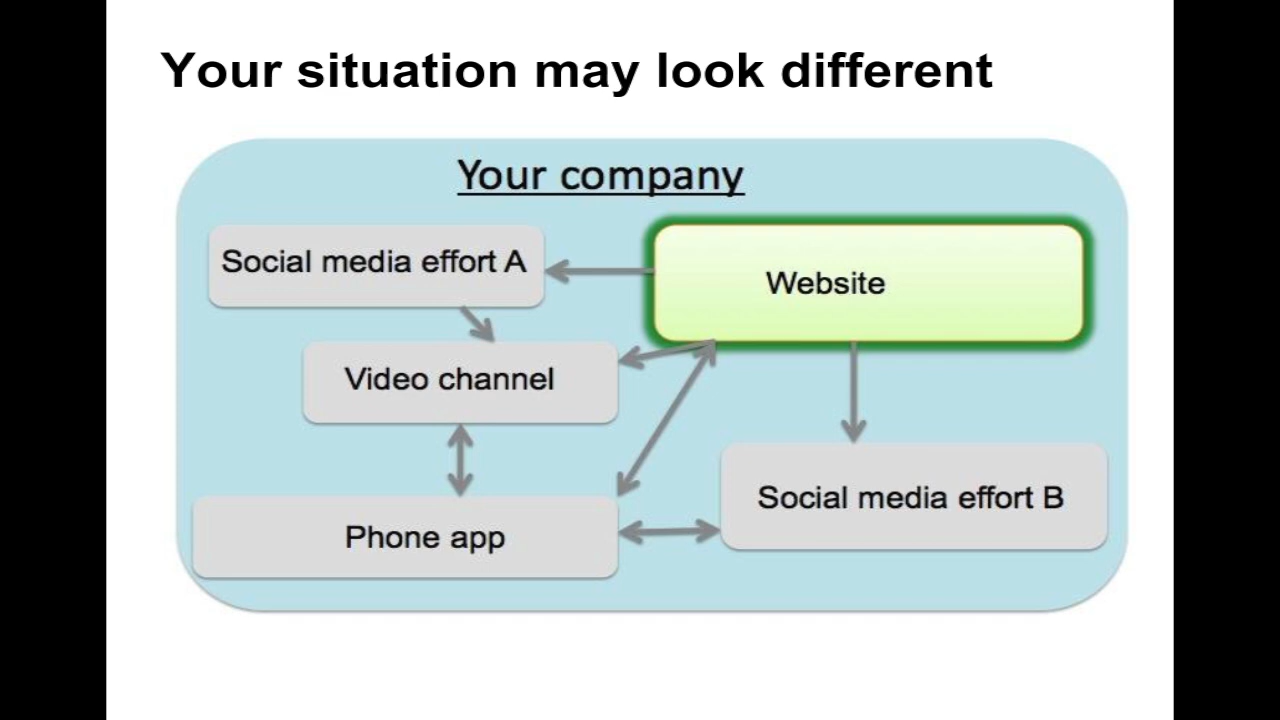 Your situation may look different
Your company
Social media effort A
Website
Video channel
Social media effort B
Phone app